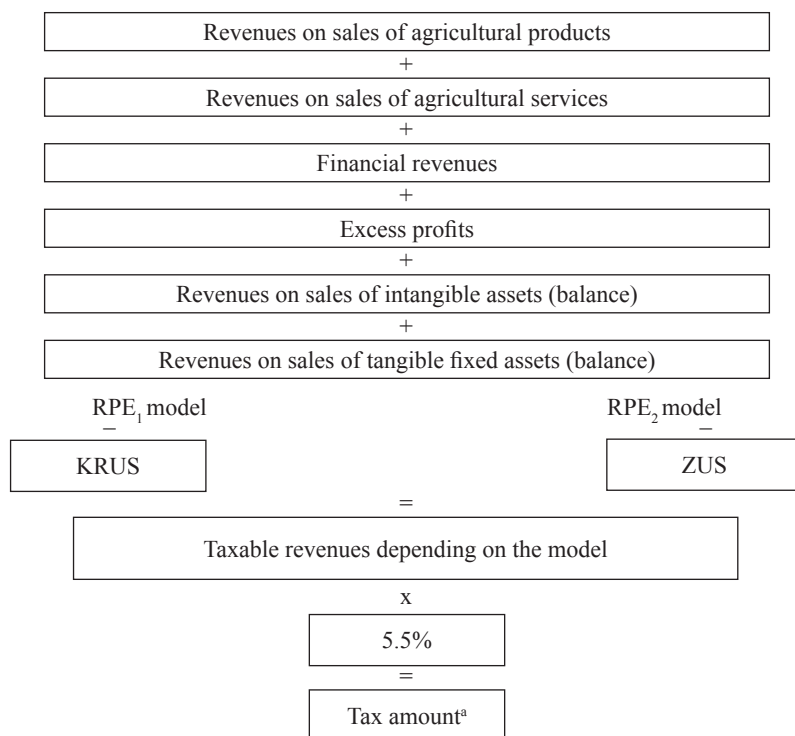 Revenues on sales of agricultural products
+
Revenues on sales of agricultural services
+
Financial revenues
+
Excess profits
+
Revenues on sales of intangible assets (balance)
+
Revenues on sales of tangible fixed assets (balance)
RPE₁ model RPE₂ model
– –
KRUS ZUS
=
Taxable revenues depending on the model
x
5.5%
=
Tax amountᵃ